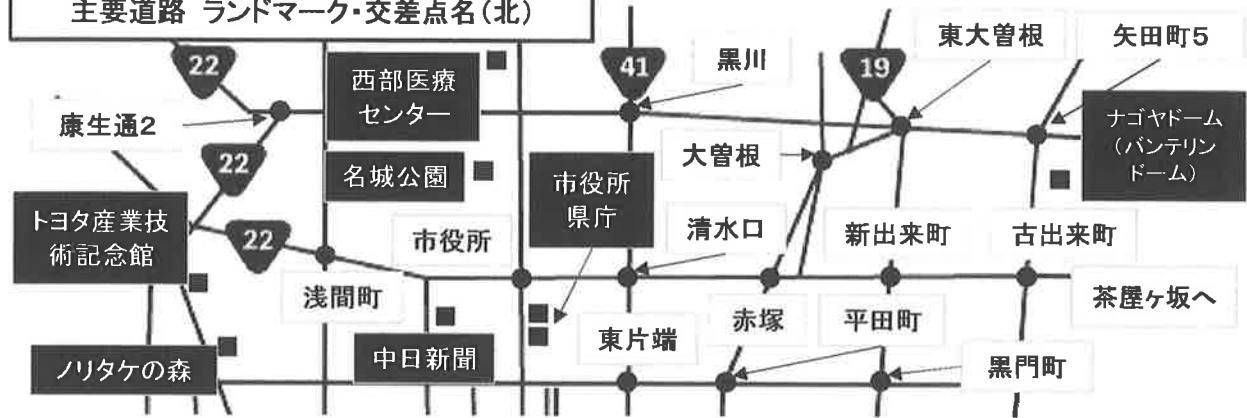 主要道路 ランドマーク・交差点名(北)
22
西部医療
センター
41
黒川
19
東大曽根
矢田町5
康生通2
22
名城公園
市役所
県庁
大曽根
ナゴヤドーム
(バンテリン
ドーム)
トヨタ産業技
術記念館
22
市役所
清水口
新出来町
古出来町
浅間町
茶屋ヶ坂へ
東片端
赤塚
平田町
ノリタケの森
中日新聞
黒門町